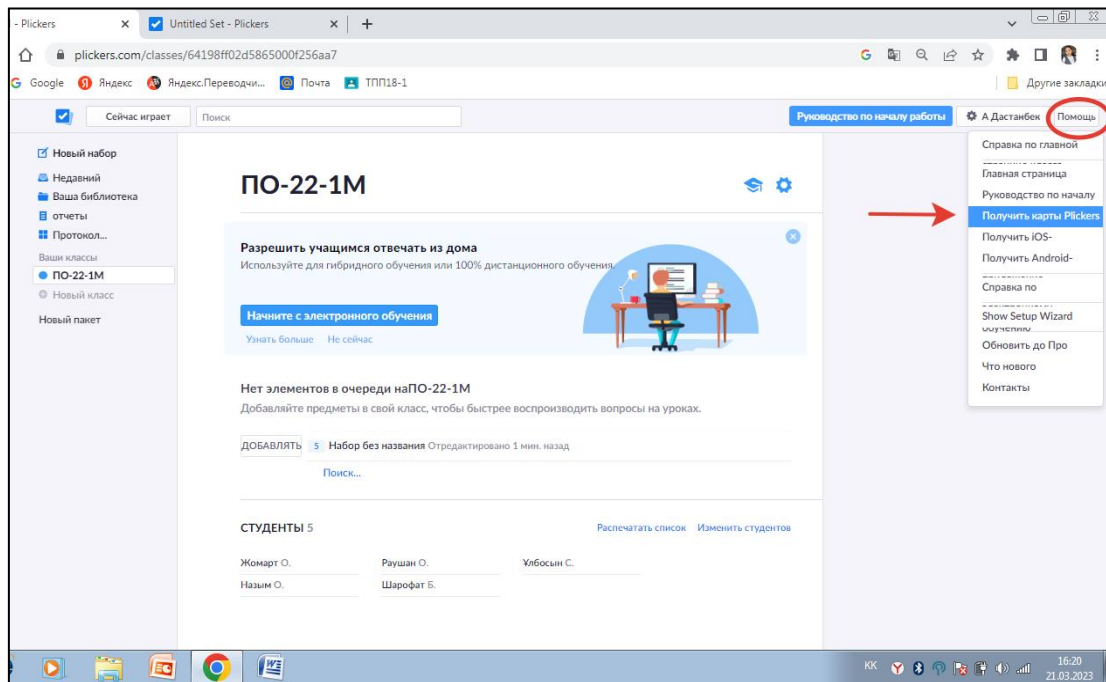 - Plickers
Untitled Set - Plickers
plickers.com/classes/64198ff02d5865000f256aa7
Google Яндекс Яндекс.Переводчи... Почта ТПП18-1 Другие закладки
Сейчас играет Поиск Руководство по началу работы А Дастанбек Помощь
Новый набор
Недавний
Ваша библиотека
отчеты
Протокол...
Ваши классы
ПО-22-1М
Новый класс
Новый пакет
ПО-22-1М
Разрешить учащимся отвечать из дома
Используйте для гибридного обучения или 100% дистанционного обучения
Начните с электронного обучения
Узнать больше Не сейчас
Нет элементов в очереди наПО-22-1М
Добавляйте предметы в свой класс, чтобы быстрее воспроизводить вопросы на уроках.
ДОБАВЛЯТЬ 5 Набор без названия Отредактировано 1 мин. назад
Поиск...
СТУДЕНТЫ 5 Распечатать список Изменить студентов
Жомарт О. Раушан О. Ұлбосын С.
Назым О. Шарофат Б.
Справка по главной
Главная страница
Руководство по началу
Получить карты Plickers
Получить iOS-
Получить Android-
Справка по
Show Setup Wizard
обучению
Обновить до Про
Что нового
Контакты
KK 16:20
21.03.2023